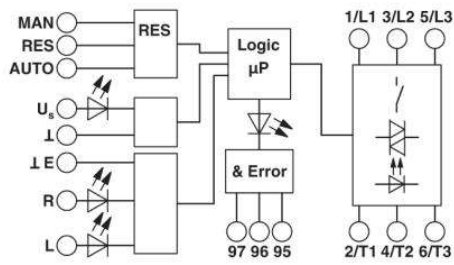 MAN
RES
AUTO
RES
Us
⊥
⊥ E
R
L
Logic
µP
& Error
97 96 95
1/L1 3/L2 5/L3
2/T1 4/T2 6/T3